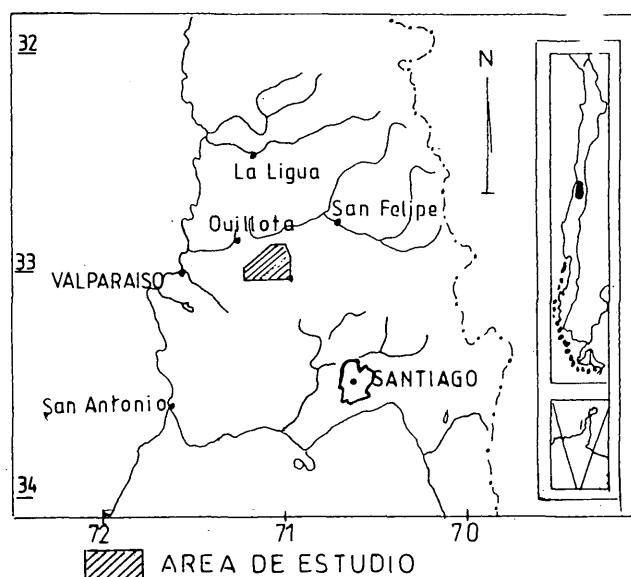 32
N
La Ligua
Quillota
San Felipe
33
VALPARAISO
SANTIAGO
San Antonio
34
72
71
70
AREA DE ESTUDIO